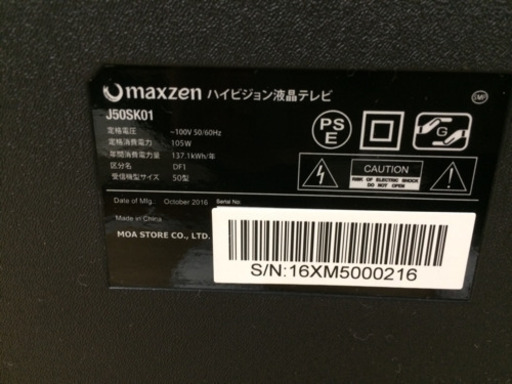 maxzen ハイビジョン液晶テレビ
J50SK01
定格電圧 : ~100V 50/60Hz
定格消費電力 : 105W
年間消費電力量 : 137.1kWh/年
区分名 : DF1
受信機型サイズ : 50型
PS
E
G
CAUTION
RISK OF ELECTRIC SHOCK
DO NOT OPEN
Date of Mfg.: October 2016 Serial No:
Made in China
MOA STORE CO., LTD.
S/N:16XM5000216